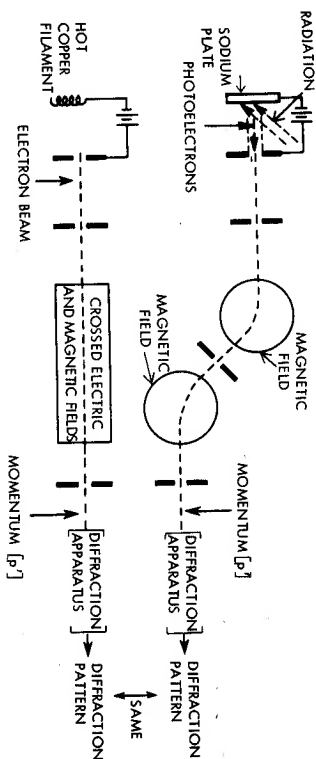 RADIATION
SODIUM
PLATE
PHOTOELECTRONS
MAGNETIC
FIELD
MAGNETIC
FIELD
MOMENTUM [p']
[DIFFRACTION
APPARATUS]
DIFFRACTION
PATTERN
SAME
HOT
COPPER
FILAMENT
ELECTRON BEAM
CROSSED ELECTRIC
AND MAGNETIC FIELDS
MOMENTUM [p']
[DIFFRACTION
APPARATUS]
DIFFRACTION
PATTERN